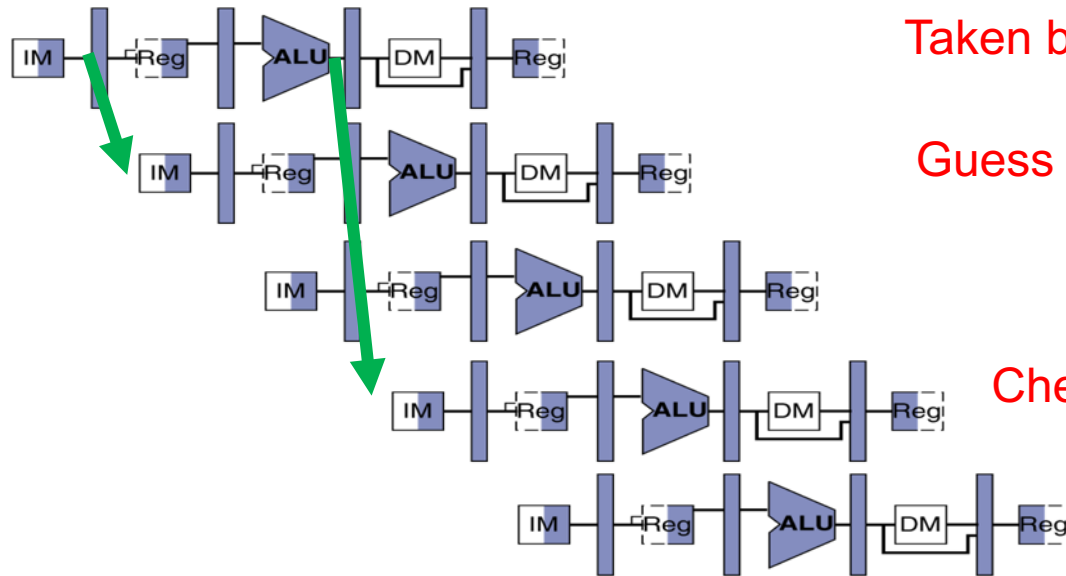 Taken b
IM Reg ALU DM Reg
Guess
IM Reg ALU DM Reg
IM Reg ALU DM Reg
Che
IM Reg ALU DM Reg
IM Reg ALU DM Reg